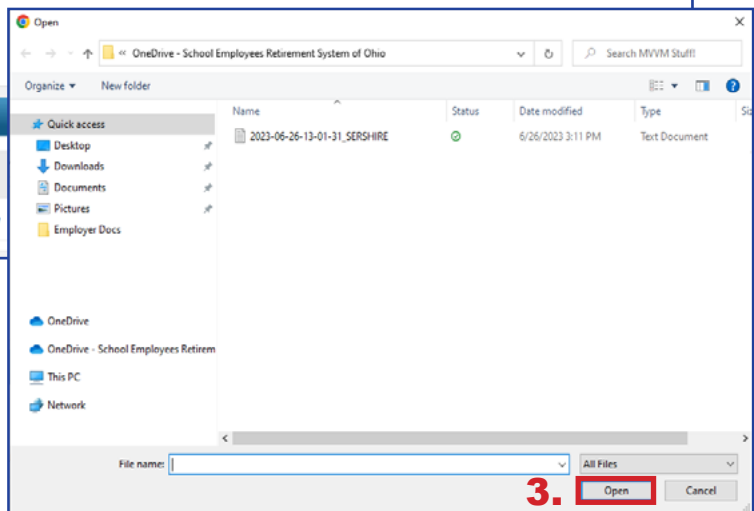 Open
« OneDrive - School Employees Retirement System of Ohio
Search MVVM Stuff!
Organize New folder
Name Status Date modified Type Siz
Quick access
2023-06-26-13-01-31_SERSHIRE 6/26/2023 3:11 PM Text Document
Desktop
Downloads
Documents
Pictures
Employer Docs
OneDrive
OneDrive - School Employees Retirem
This PC
Network
File name: All Files
3. Open Cancel